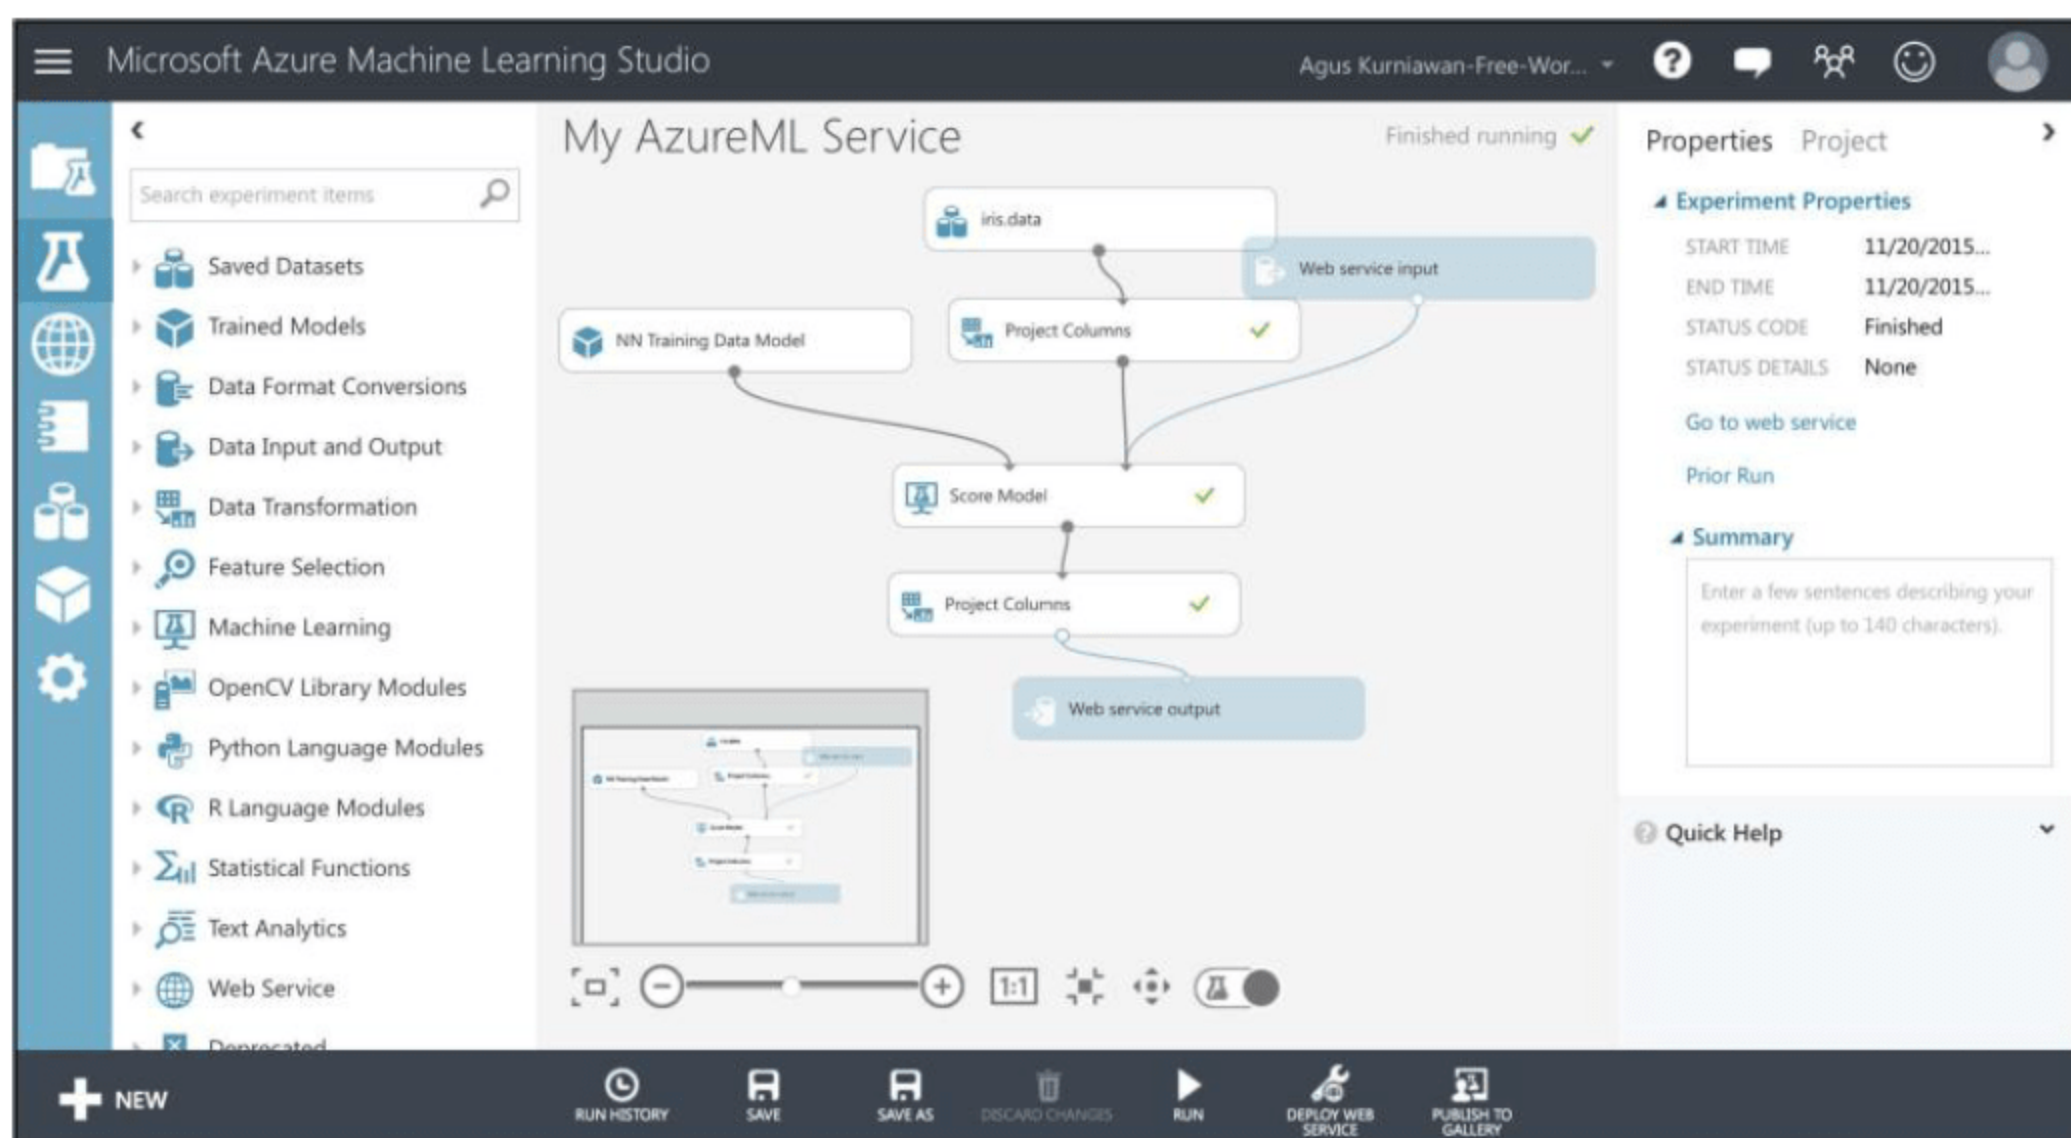 Microsoft Azure Machine Learning Studio
Agus Kurniawan-Free-Wor...
Search experiment items
Saved Datasets
Trained Models
Data Format Conversions
Data Input and Output
Data Transformation
Feature Selection
Machine Learning
OpenCV Library Modules
Python Language Modules
R Language Modules
Statistical Functions
Text Analytics
Web Service
Deprecated
My AzureML Service
Finished running
iris.data
Web service input
NN Training Data Model
Project Columns
Score Model
Project Columns
Web service output
1:1
Properties Project
Experiment Properties
START TIME 11/20/2015...
END TIME 11/20/2015...
STATUS CODE Finished
STATUS DETAILS None
Go to web service
Prior Run
Summary
Enter a few sentences describing your
experiment (up to 140 characters).
Quick Help
NEW
RUN HISTORY
SAVE
SAVE AS
DISCARD CHANGES
RUN
DEPLOY WEB
SERVICE
PUBLISH TO
GALLERY